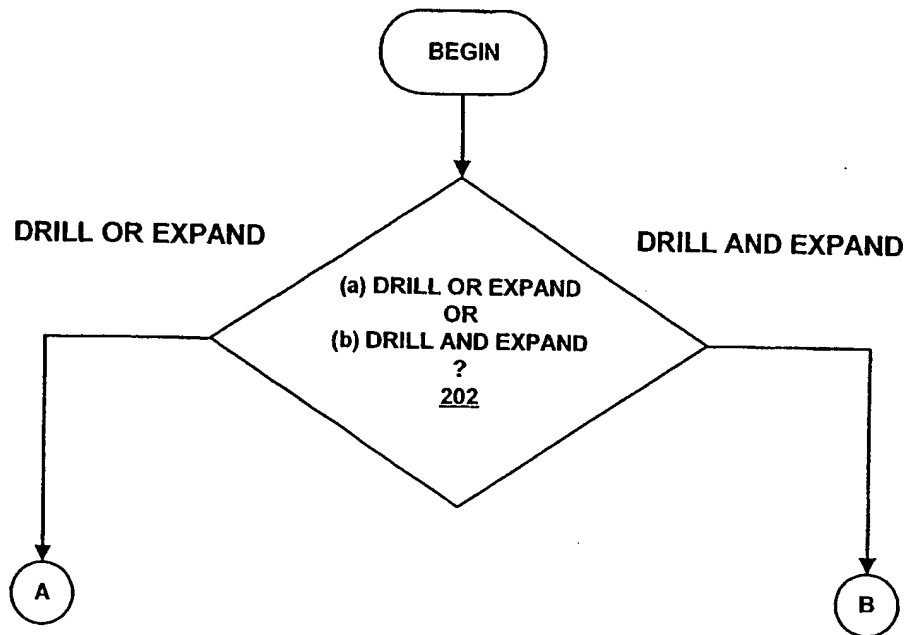 BEGIN
DRILL OR EXPAND
DRILL AND EXPAND
(a) DRILL OR EXPAND
OR
(b) DRILL AND EXPAND
?
202
A
B